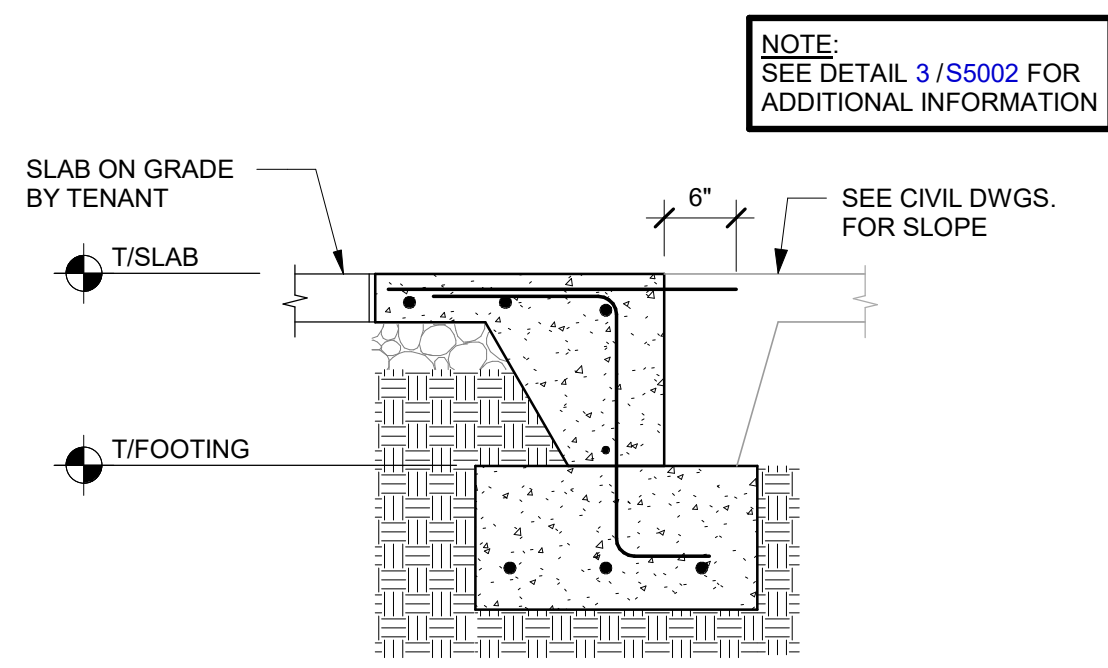 NOTE:
SEE DETAIL 3 / S5002 FOR
ADDITIONAL INFORMATION
SLAB ON GRADE
BY TENANT
6"
SEE CIVIL DWGS.
FOR SLOPE
T/SLAB
T/FOOTING